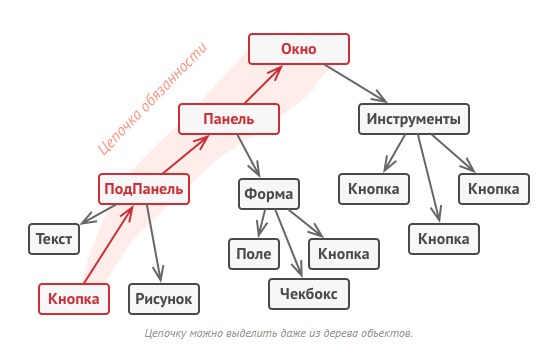 Окно
Цепочка обязанности
Панель
Инструменты
ПодПанель
Форма
Кнопка
Кнопка
Текст
Поле
Кнопка
Кнопка
Чекбокс
Кнопка
Рисунок
Цепочку можно выделить даже из дерева объектов.